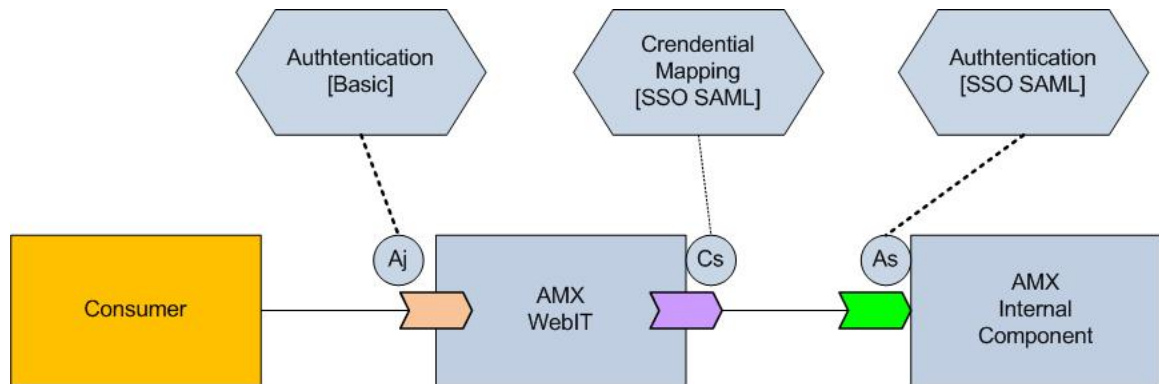 Authtentication
[Basic]
Crendential
Mapping
[SSO SAML]
Authtentication
[SSO SAML]
Aj
Cs
As
Consumer
AMX
WebIT
AMX
Internal
Component